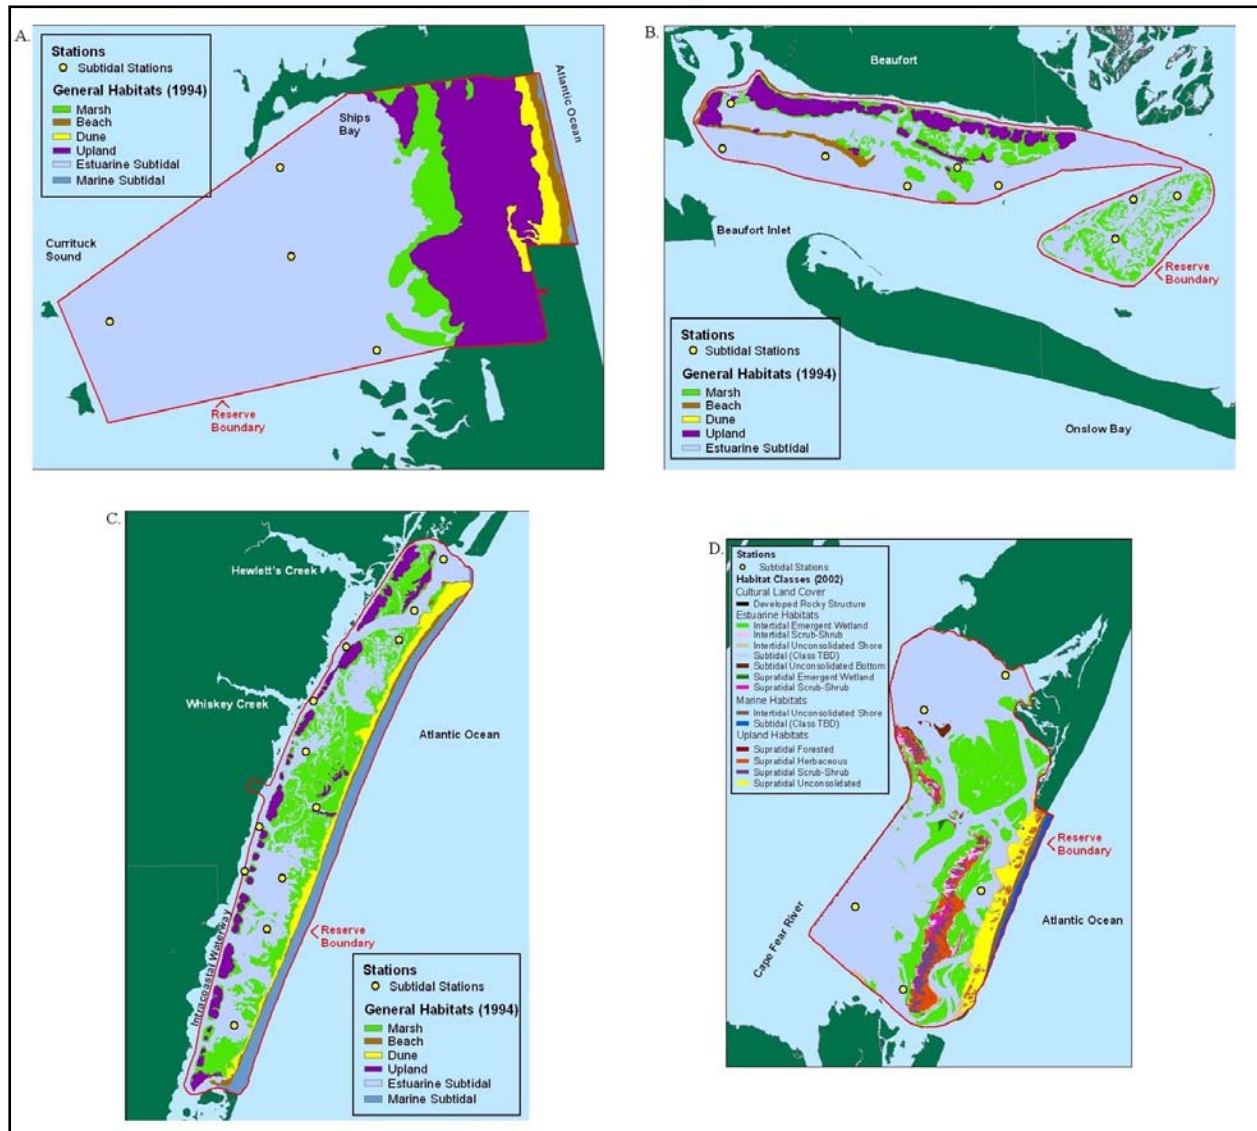 A.
Stations
Subtidal Stations
General Habitats (1994)
Marsh
Beach
Dune
Upland
Estuarine Subtidal
Marine Subtidal
Ships
Bay
Atlantic Ocean
Currituck
Sound
Reserve
Boundary
B.
Beaufort
Beaufort Inlet
Reserve
Boundary
Onslow Bay
Stations
Subtidal Stations
General Habitats (1994)
Marsh
Beach
Dune
Upland
Estuarine Subtidal
C.
Hewlett's Creek
Whiskey Creek
Atlantic Ocean
Intracoastal Waterway
Reserve
Boundary
Stations
Subtidal Stations
General Habitats (1994)
Marsh
Beach
Dune
Upland
Estuarine Subtidal
Marine Subtidal
D.
Stations
Subtidal Stations
Habitat Classes (2002)
Cultural Land Cover
Developed Rocky Structure
Estuarine Habitats
Intertidal Emergent Wetland
Intertidal Scrub-Shrub
Intertidal Unconsolidated Shore
Subtidal (Class TBD)
Subtidal Unconsolidated Bottom
Supratidal Emergent Wetland
Supratidal Scrub-Shrub
Marine Habitats
Intertidal Unconsolidated Shore
Subtidal (Class TBD)
Upland Habitats
Supratidal Forested
Supratidal Herbaceous
Supratidal Scrub-Shrub
Supratidal Unconsolidated
Reserve
Boundary
Atlantic Ocean
Cape Fear River